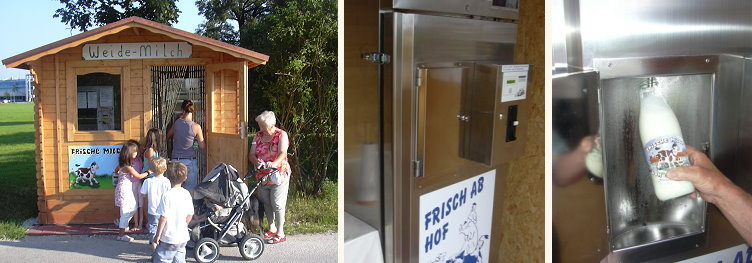 Weide-Milch
FRISCHE MILCH
FRISCH AB
HOF